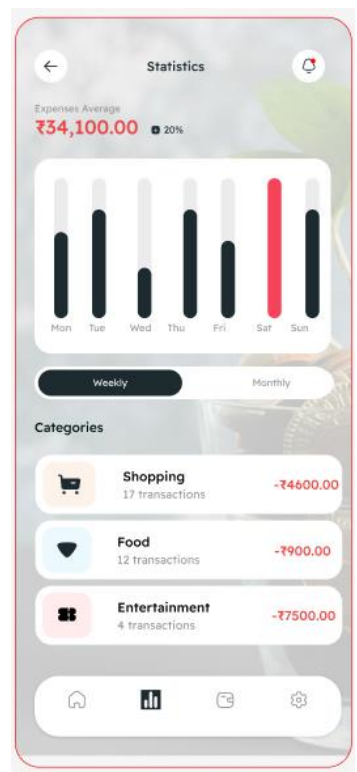 Statistics
Expenses Average
₹34,100.00 20%
Mon Tue Wed Thu Fri Sat Sun
Weekly Monthly
Categories
Shopping
17 transactions
-₹4600.00
Food
12 transactions
-₹900.00
Entertainment
4 transactions
-₹7500.00